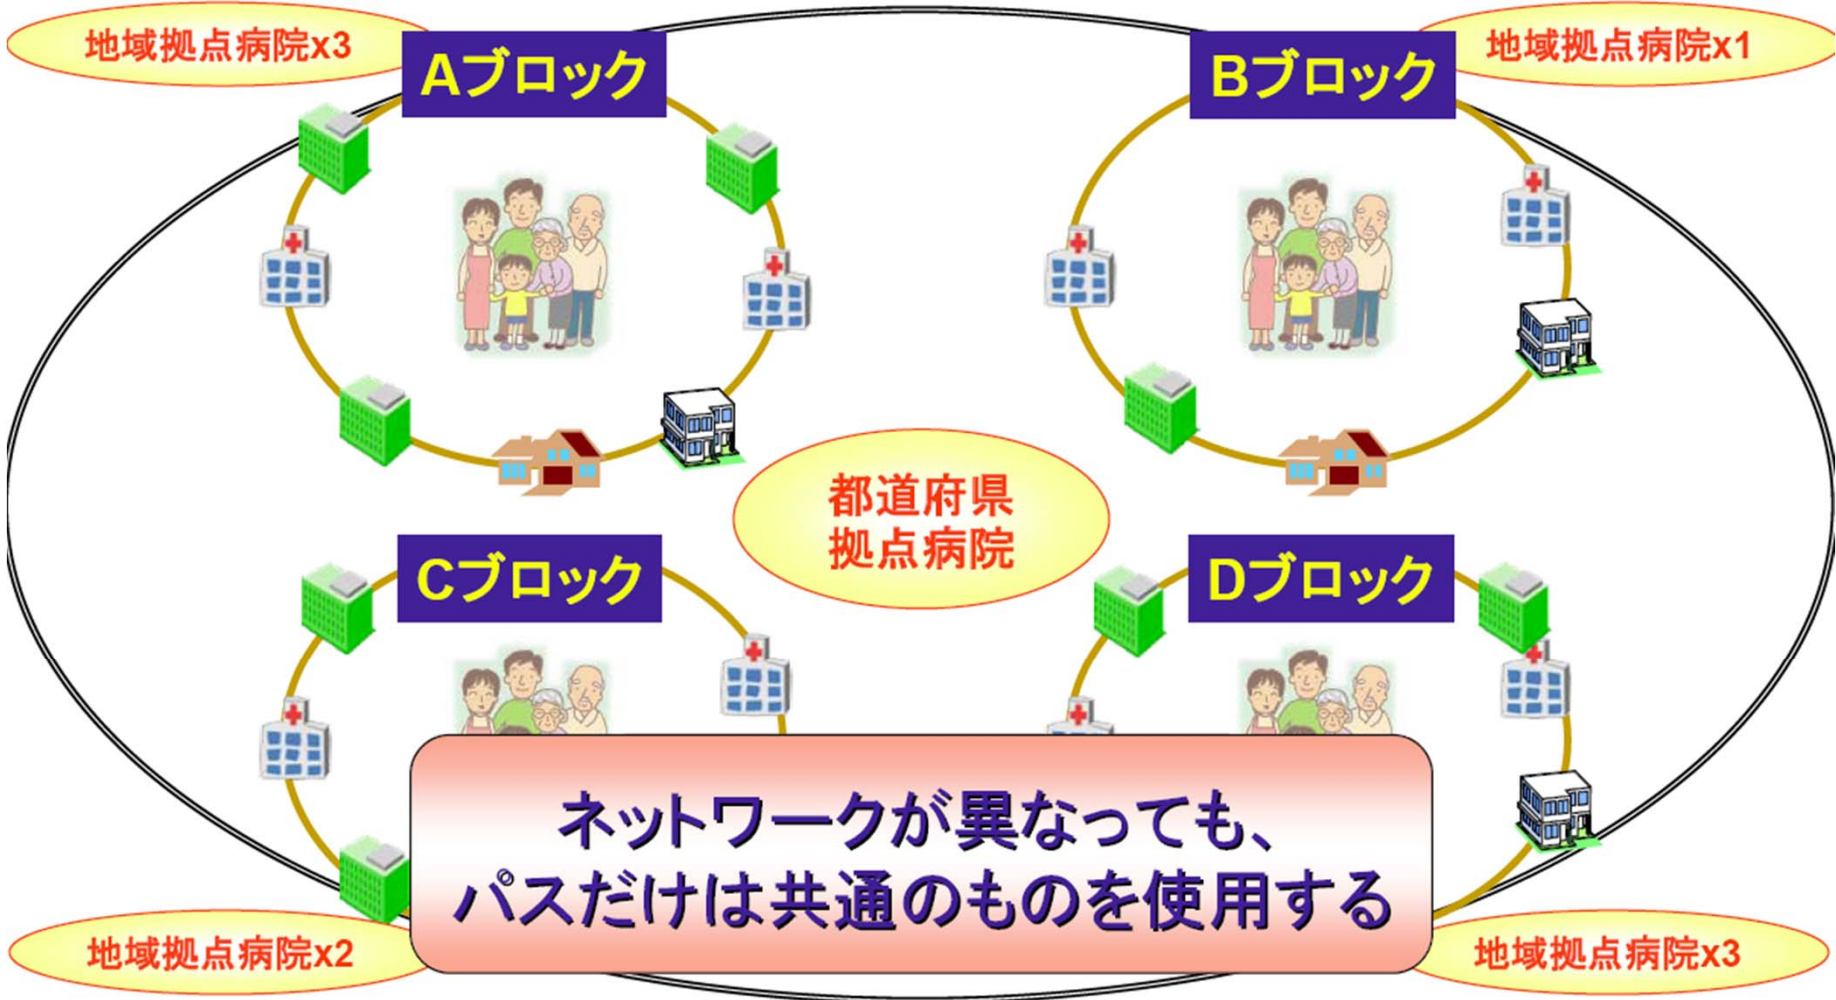 地域拠点病院x3
Aブロック
Bブロック
地域拠点病院x1
都道府県
拠点病院
Cブロック
Dブロック
ネットワークが異なっても、
パスだけは共通のものを使用する
地域拠点病院x2
地域拠点病院x3